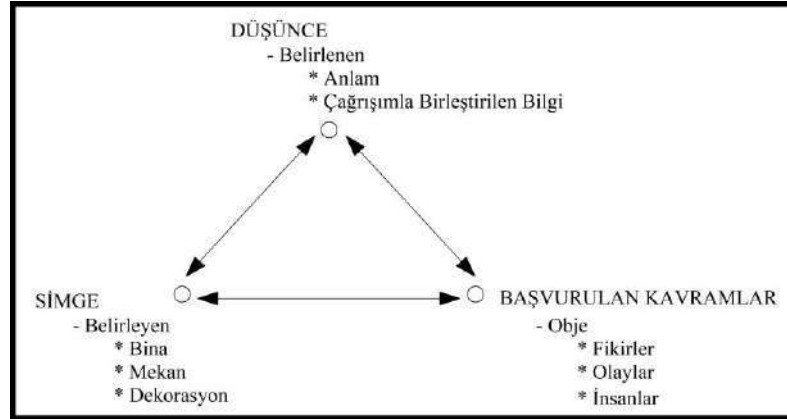 DÜŞÜNCE
- Belirlenen
* Anlam
* Çağrışımla Birleştirilen Bilgi
SİMGE
- Belirleyen
* Bina
* Mekan
* Dekorasyon
BAŞVURULAN KAVRAMLAR
- Obje
* Fikirler
* Olaylar
* İnsanlar